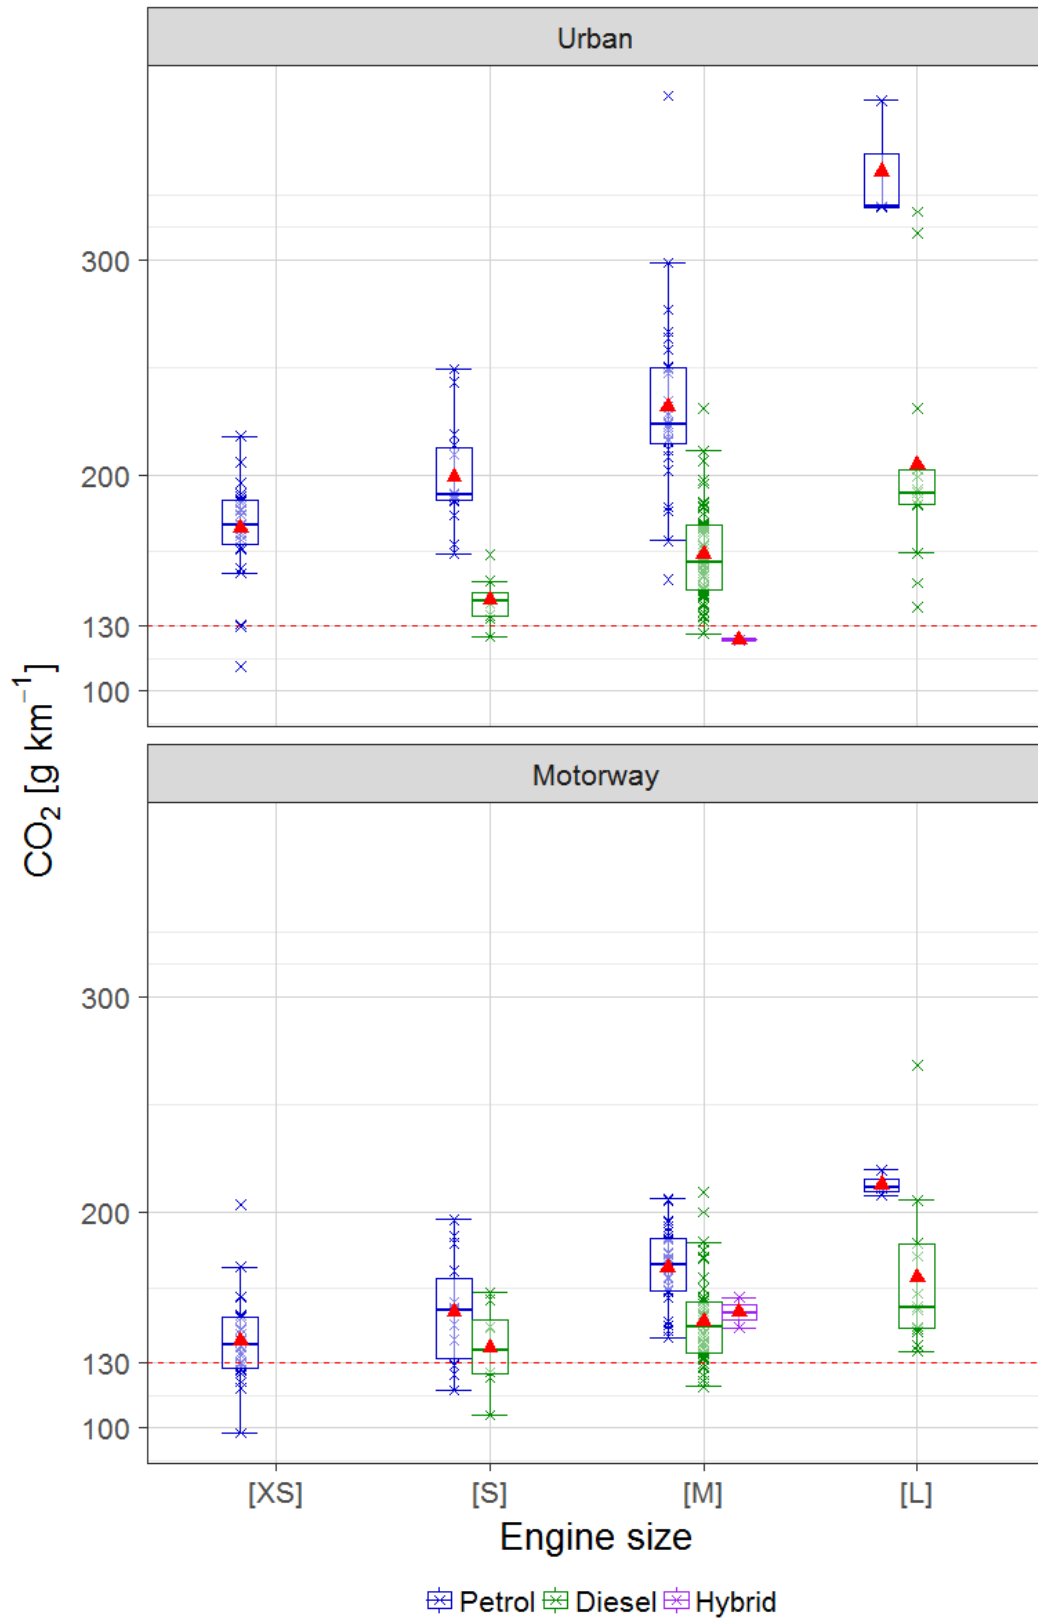 Urban
300
200
130
100
CO₂ [g km⁻¹]
Motorway
300
200
130
100
[XS] [S] [M] [L]
Engine size
Petrol Diesel Hybrid